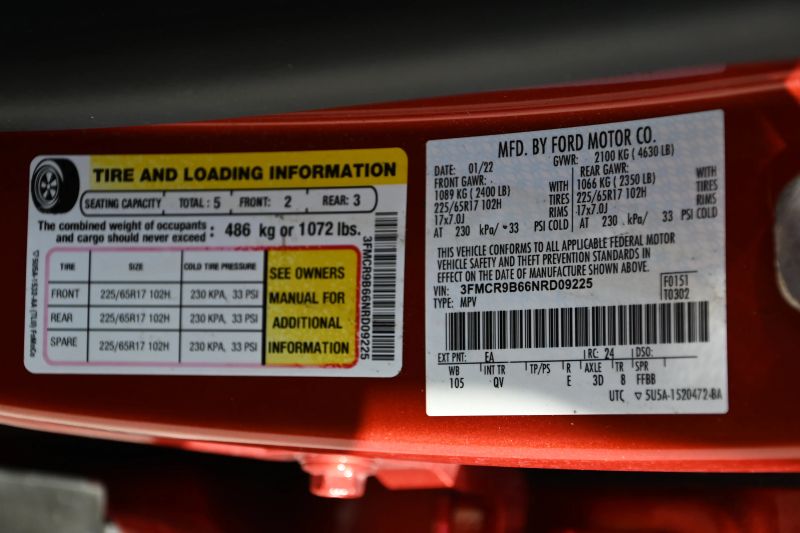 TIRE AND LOADING INFORMATION
SEATING CAPACITY TOTAL : 5 FRONT: 2 REAR: 3
The combined weight of occupants
and cargo should never exceed : 486 kg or 1072 lbs.
TIRE SIZE COLD TIRE PRESSURE
FRONT 225/65R17 102H 230 KPA, 33 PSI
REAR 225/65R17 102H 230 KPA, 33 PSI
SPARE 225/65R17 102H 230 KPA, 33 PSI
SEE OWNERS
MANUAL FOR
ADDITIONAL
INFORMATION
3FMCR9B66NRD09225
5U5A-1532-AA (TLU) FoMoCo
MFD. BY FORD MOTOR CO.
DATE: 01/22 GVWR: 2100 KG ( 4630 LB)
FRONT GAWR: REAR GAWR:
1089 KG ( 2400 LB) WITH 1066 KG ( 2350 LB) WITH
225/65R17 102H TIRES 225/65R17 102H TIRES
17x7.0J RIMS 17x7.0J RIMS
AT 230 kPa/ 33 PSI COLD AT 230 kPa/ 33 PSI COLD
THIS VEHICLE CONFORMS TO ALL APPLICABLE FEDERAL MOTOR
VEHICLE SAFETY AND THEFT PREVENTION STANDARDS IN
EFFECT ON THE DATE OF MANUFACTURE SHOWN ABOVE.
VIN: 3FMCR9B66NRD09225 F0151
TYPE: MPV T0302
EXT PNT: EA RC: 24 DSO:
WB INT TR TP/PS R AXLE TR SPR
105 QV E 3D 8 FFBB
UTC ▽ 5U5A-1520472-BA